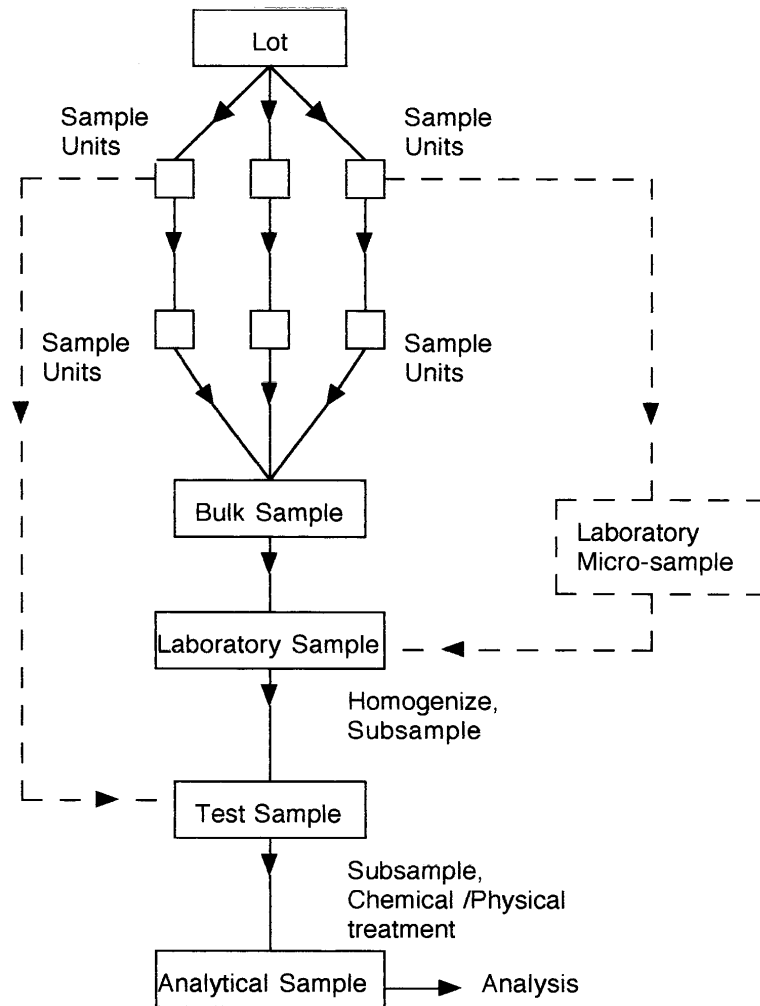 Lot
Sample
Units
Sample
Units
Sample
Units
Sample
Units
Bulk Sample
Laboratory
Micro-sample
Laboratory Sample
Homogenize,
Subsample
Test Sample
Subsample,
Chemical /Physical
treatment
Analytical Sample
Analysis